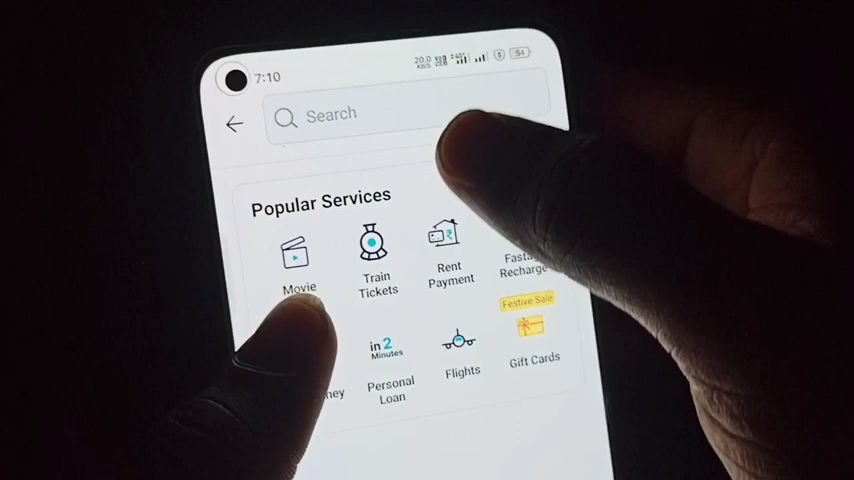 7:10
20.0
KB/S
54
Search
Popular Services
Movie
Train
Tickets
Rent
Payment
Recharge
Festive Sale
in 2
Minutes
Personal
Loan
Flights
Gift Cards